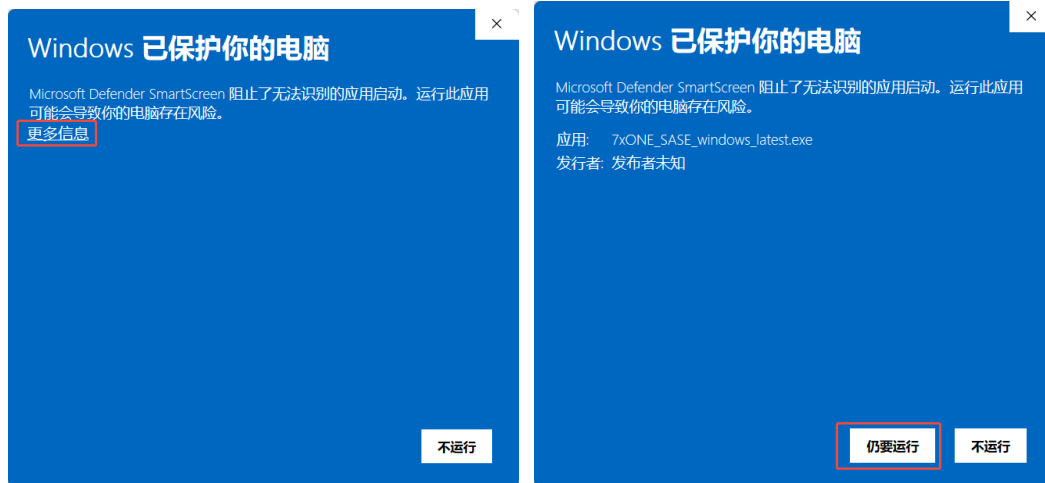 Windows 已保护你的电脑
Microsoft Defender SmartScreen 阻止了无法识别的应用启动。运行此应用
可能会导致你的电脑存在风险。
更多信息
不运行
Windows 已保护你的电脑
Microsoft Defender SmartScreen 阻止了无法识别的应用启动。运行此应用
可能会导致你的电脑存在风险。
应用: 7xONE_SASE_windows_latest.exe
发行者: 发布者未知
仍要运行 不运行